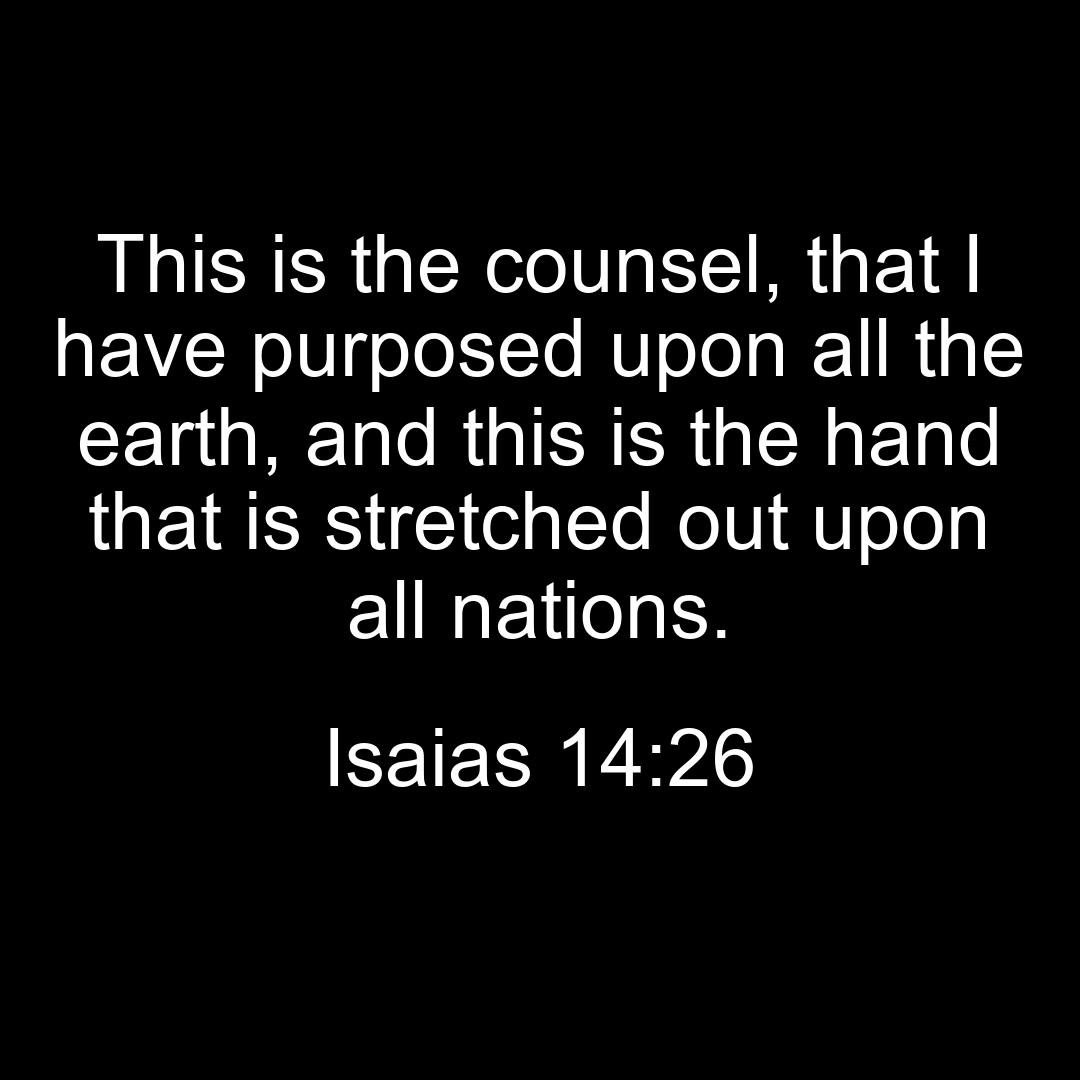 This is the counsel, that I
have purposed upon all the
earth, and this is the hand
that is stretched out upon
all nations.
Isaias 14:26